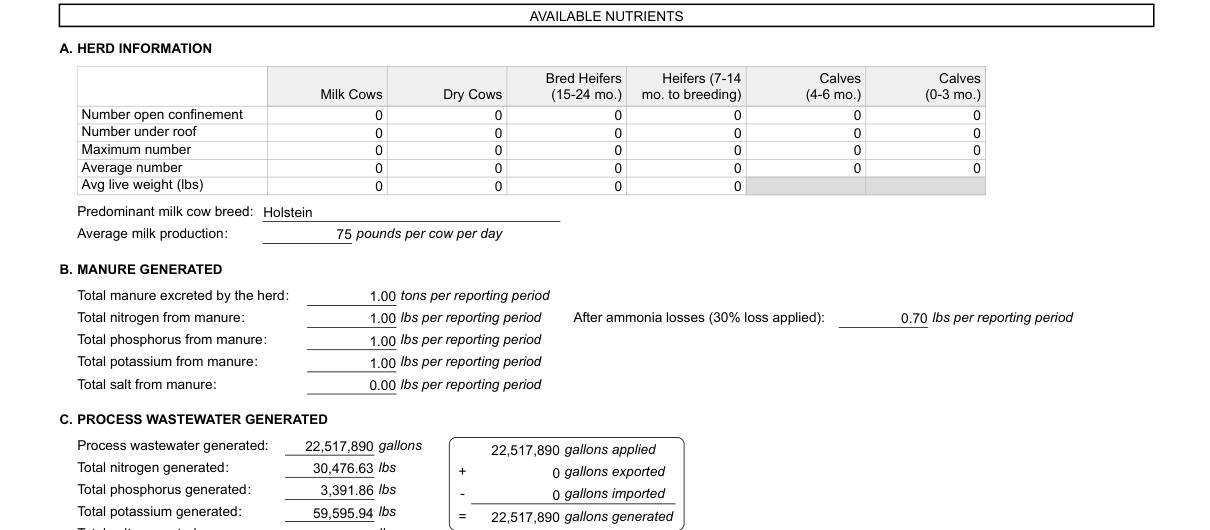 AVAILABLE NUTRIENTS
A. HERD INFORMATION
Milk Cows Dry Cows Bred Heifers (15-24 mo.) Heifers (7-14 mo. to breeding) Calves (4-6 mo.) Calves (0-3 mo.)
Number open confinement 0 0 0 0 0 0
Number under roof 0 0 0 0 0 0
Maximum number 0 0 0 0 0 0
Average number 0 0 0 0 0 0
Avg live weight (lbs) 0 0 0 0
Predominant milk cow breed: Holstein
Average milk production: 75 pounds per cow per day
B. MANURE GENERATED
Total manure excreted by the herd: 1.00 tons per reporting period
Total nitrogen from manure: 1.00 lbs per reporting period After ammonia losses (30% loss applied): 0.70 lbs per reporting period
Total phosphorus from manure: 1.00 lbs per reporting period
Total potassium from manure: 1.00 lbs per reporting period
Total salt from manure: 0.00 lbs per reporting period
C. PROCESS WASTEWATER GENERATED
Process wastewater generated: 22,517,890 gallons
22,517,890 gallons applied
Total nitrogen generated: 30,476.63 lbs
+ 0 gallons exported
Total phosphorus generated: 3,391.86 lbs
- 0 gallons imported
Total potassium generated: 59,595.94 lbs
= 22,517,890 gallons generated